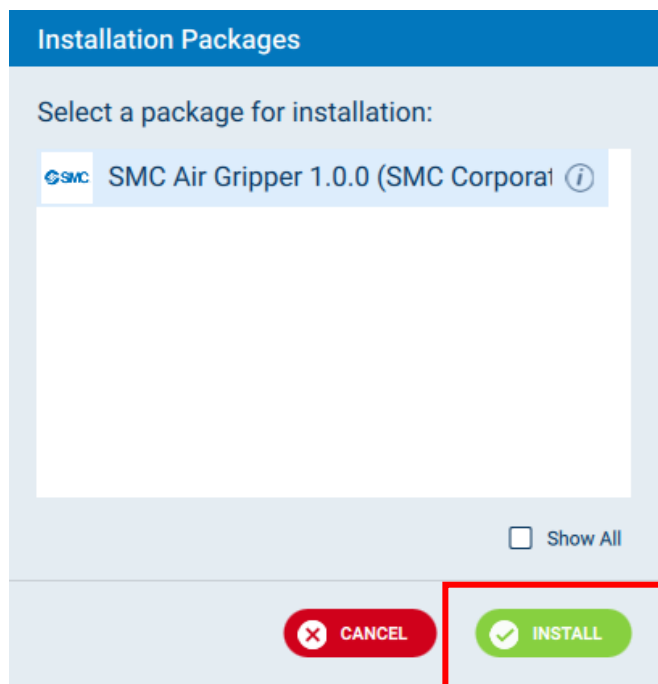 Installation Packages
Select a package for installation:
SMC SMC Air Gripper 1.0.0 (SMC Corporat
Show All
CANCEL INSTALL